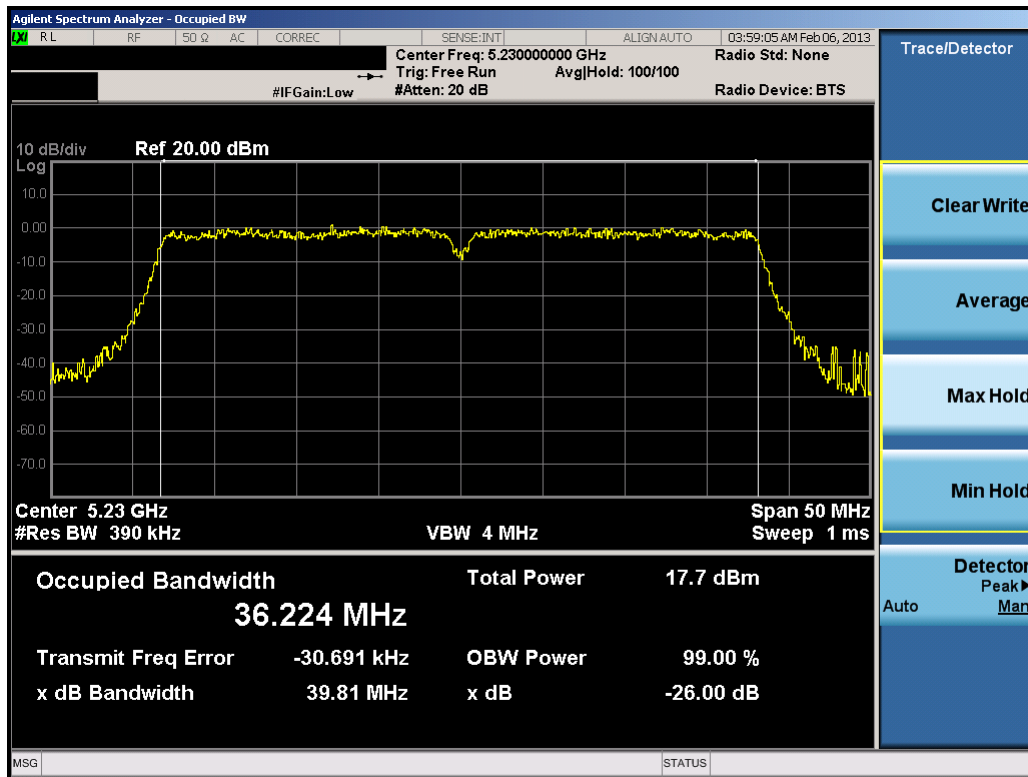 Agilent Spectrum Analyzer - Occupied BW
LXI RL RF 50 Ω AC CORREC SENSE:INT ALIGN AUTO 03:59:05 AM Feb 06, 2013
Center Freq: 5.230000000 GHz Radio Std: None
Trig: Free Run Avg|Hold: 100/100
#IFGain:Low #Atten: 20 dB Radio Device: BTS
Trace/Detector
10 dB/div Ref 20.00 dBm
Log
10.0
0.00
-10.0
-20.0
-30.0
-40.0
-50.0
-60.0
-70.0
Center 5.23 GHz Span 50 MHz
#Res BW 390 kHz VBW 4 MHz Sweep 1 ms
Occupied Bandwidth Total Power 17.7 dBm
36.224 MHz
Transmit Freq Error -30.691 kHz OBW Power 99.00 %
x dB Bandwidth 39.81 MHz x dB -26.00 dB
Clear Write
Average
Max Hold
Min Hold
Detector
Peak▶
Auto Man
MSG STATUS